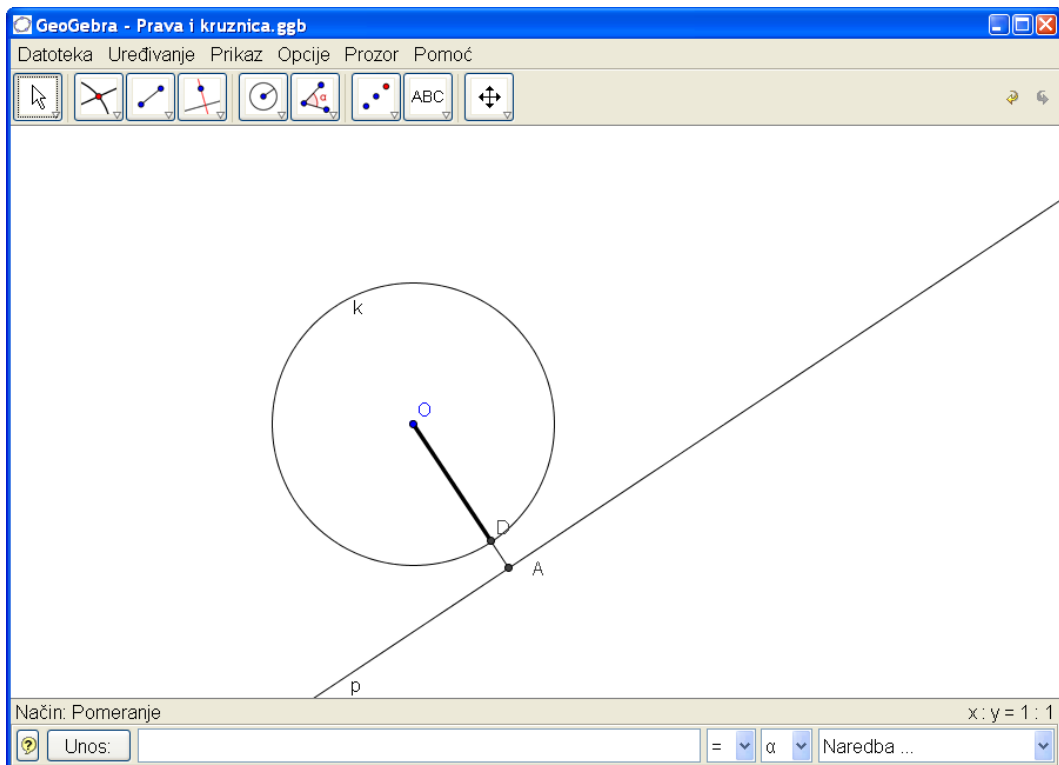 GeoGebra - Prava i kruznica.ggb
Datoteka Uređivanje Prikaz Opcije Prozor Pomoć
α ABC
k
O
D
A
p
Način: Pomeranje x : y = 1 : 1
Unos: = α Naredba ...